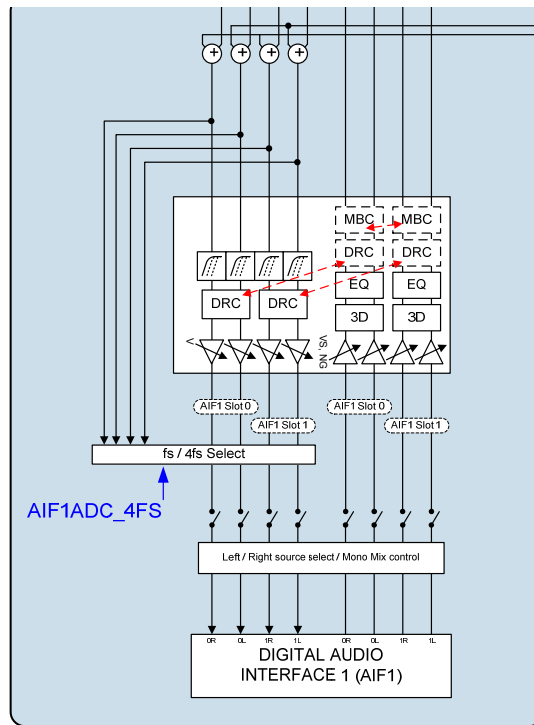 + + + +
MBC MBC
DRC DRC
EQ EQ
DRC DRC
3D 3D
V VS, NG
AIF1 Slot 0 AIF1 Slot 0
AIF1 Slot 1 AIF1 Slot 1
fs / 4fs Select
AIF1ADC_4FS
Left / Right source select / Mono Mix control
0R 0L 1R 1L 0R 0L 1R 1L
DIGITAL AUDIO
INTERFACE 1 (AIF1)